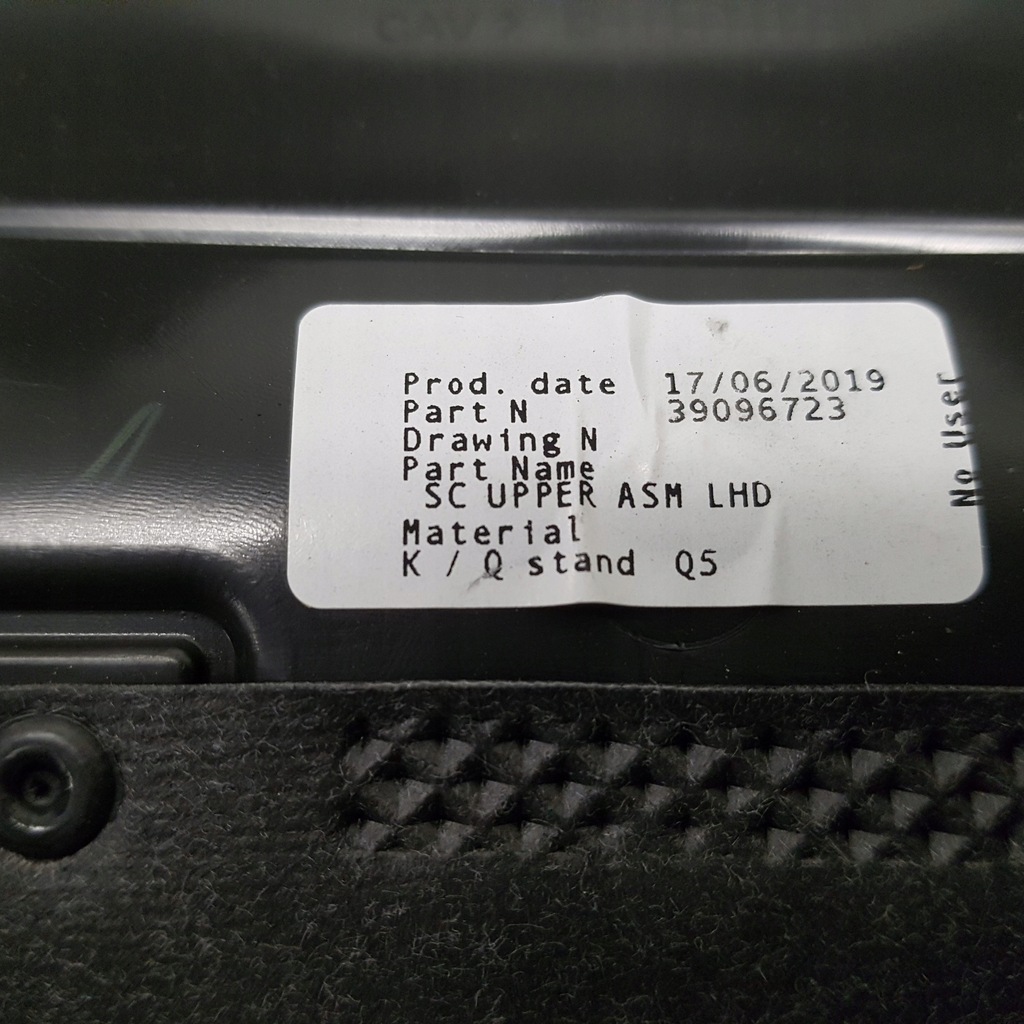 Prod. date 17/06/2019
Part N 39096723
Drawing N
Part Name
SC UPPER ASM LHD
Material
K / Q stand Q5
No User